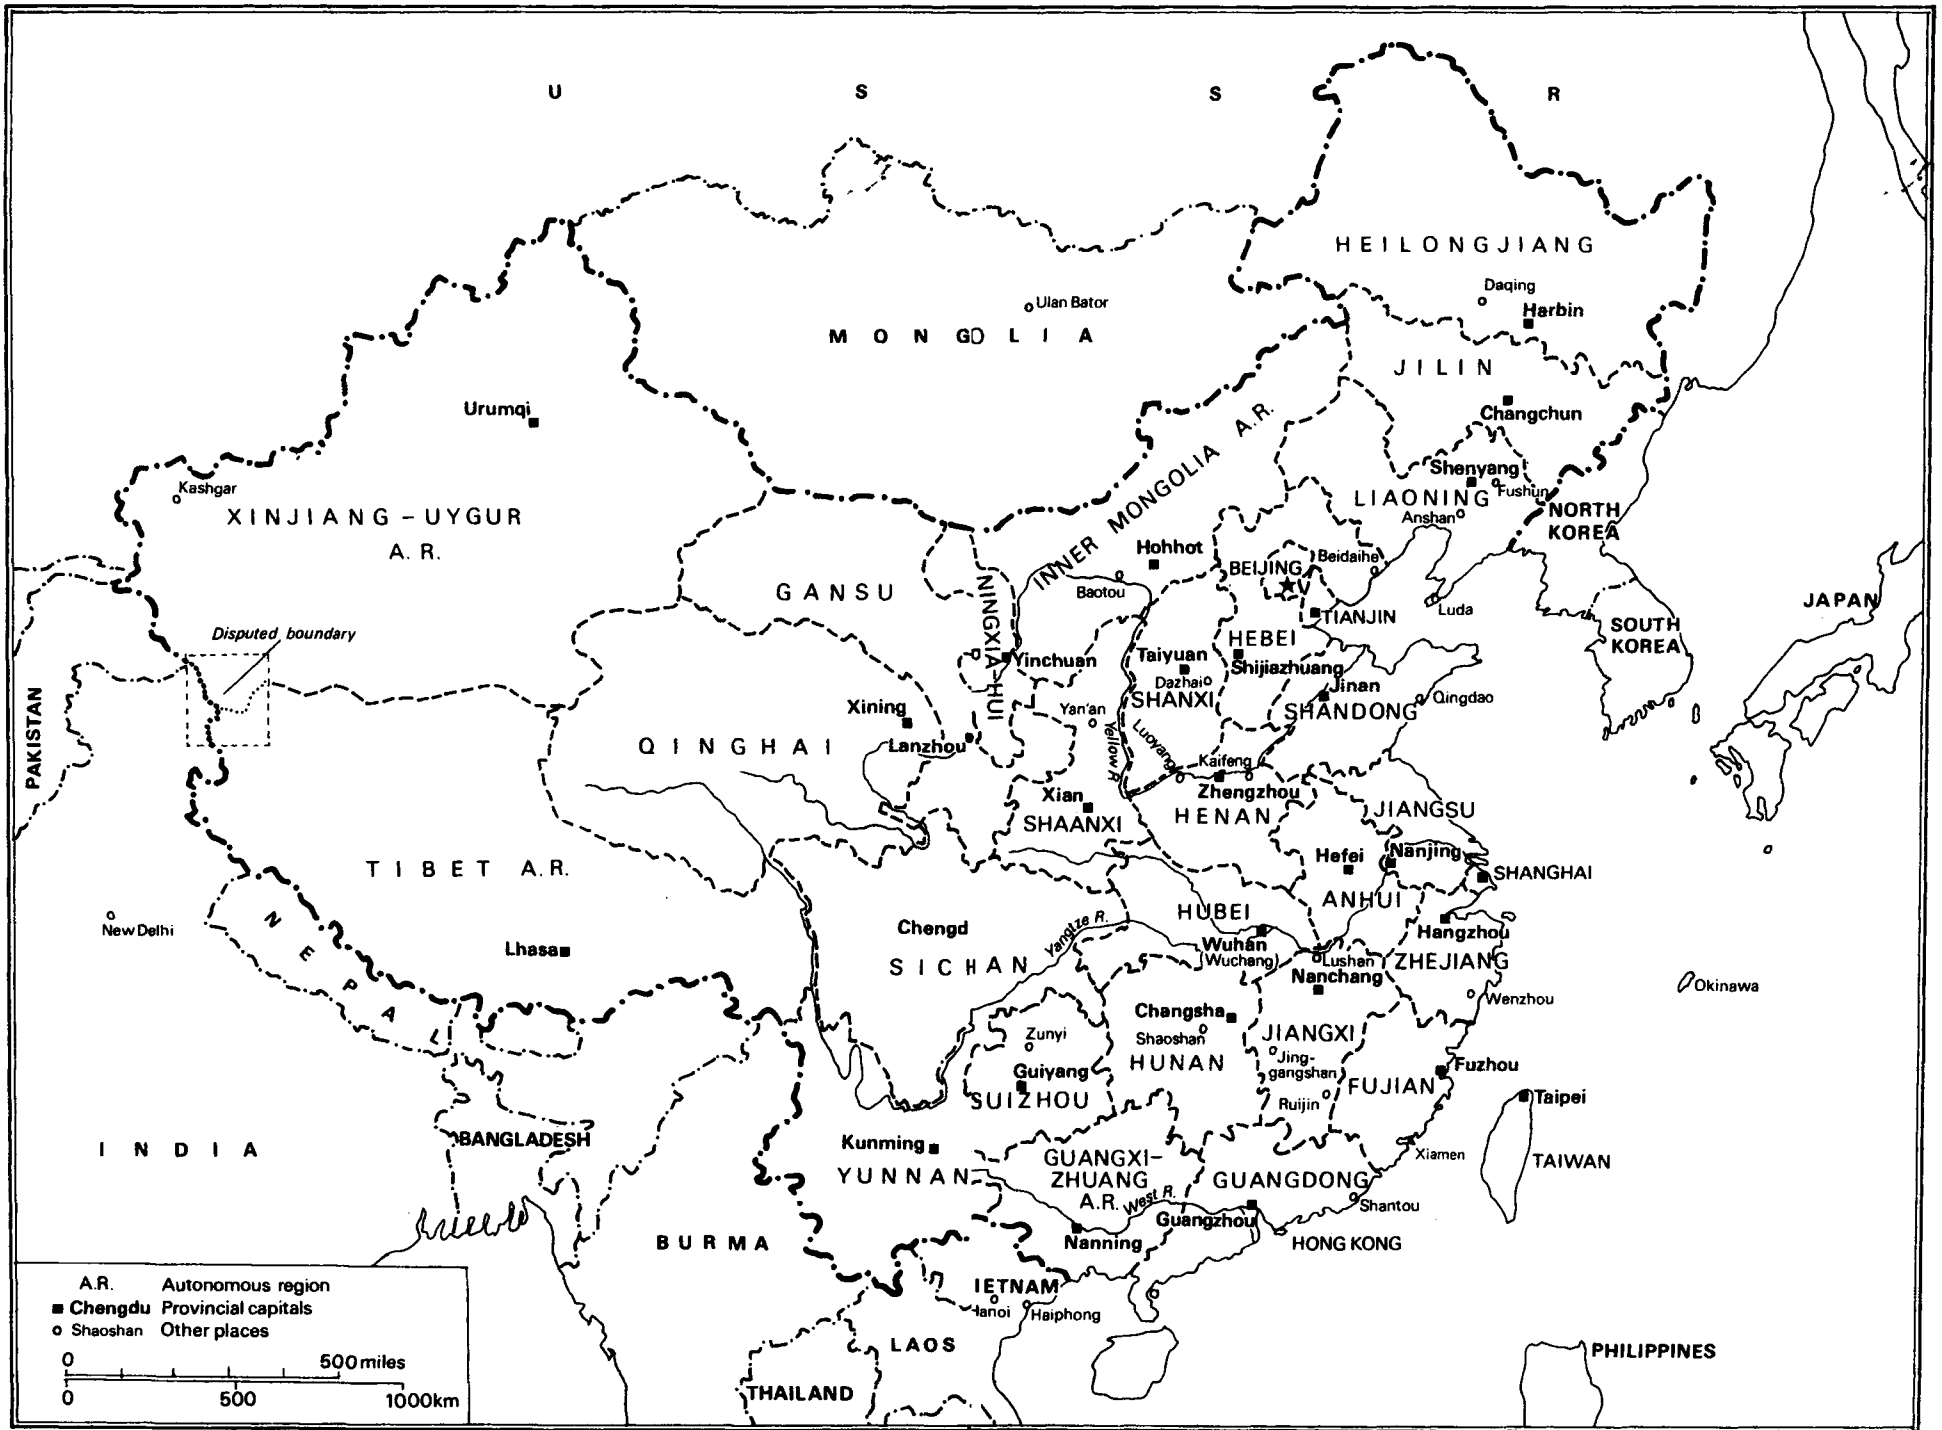 U S S R
HEILONGJIANG
Daqing
Harbin
Ulan Bator
MONGOLIA
JILIN
Changchun
Urumqi
INNER MONGOLIA A.R.
Shenyang
Fushun
LIAONING
Anshan
Kashgar
XINJIANG – UYGUR
A. R.
NORTH
KOREA
Hohhot
BEIJING
Beidaihe
Baotou
GANSU
NINGXIA–HUI
Luda
TIANJIN
JAPAN
SOUTH
KOREA
HEBEI
Disputed boundary
Yinchuan
Taiyuan
Shijiazhuang
Dazhai
SHANXI
Jinan
SHANDONG
Qingdao
PAKISTAN
Xining
Yan'an
Yellow R.
Luoyang
QINGHAI
Lanzhou
Kaifeng
Zhengzhou
Xian
SHAANXI
HENAN
JIANGSU
Hefei
Nanjing
SHANGHAI
TIBET A.R.
ANHUI
NEPAL
New Delhi
Lhasa
Chengd
SICHAN
Yangtze R.
HUBEI
Wuhan
(Wuchang)
Lushan
Nanchang
Hangzhou
ZHEJIANG
Wenzhou
Okinawa
Changsha
Shaoshan
HUNAN
JIANGXI
Jing-
gangshan
Ruijin
Zunyi
Guiyang
SUIZHOU
FUJIAN
Fuzhou
Taipei
INDIA
BANGLADESH
Kunming
YUNNAN
GUANGXI–
ZHUANG
A.R.
West R.
GUANGDONG
Xiamen
TAIWAN
Shantou
Guangzhou
Nanning
HONG KONG
BURMA
IETNAM
Hanoi
Haiphong
LAOS
THAILAND
PHILIPPINES
A.R. Autonomous region
Chengdu Provincial capitals
Shaoshan Other places
0 500 miles
0 500 1000km